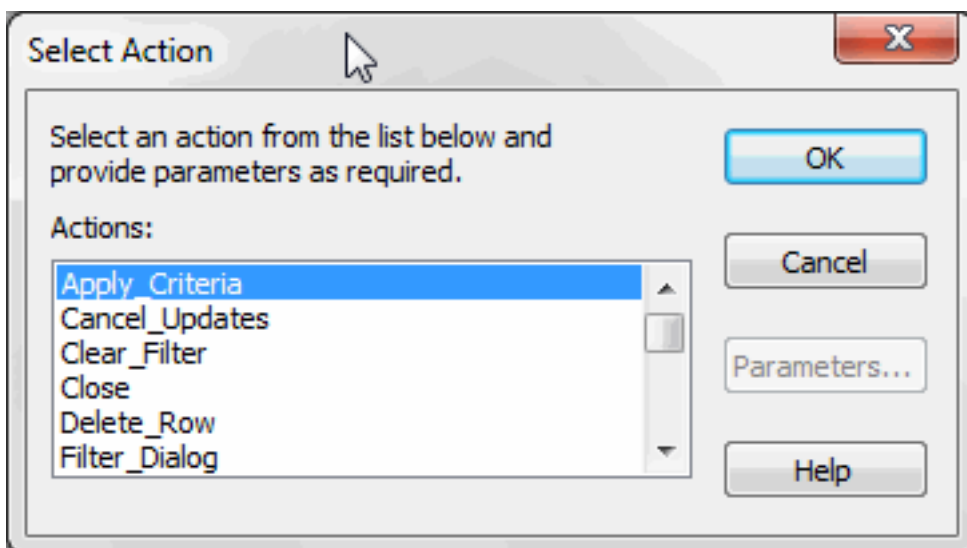 Select Action
Select an action from the list below and
provide parameters as required.
OK
Actions:
Cancel
Apply_Criteria
Cancel_Updates
Clear_Filter
Close
Delete_Row
Filter_Dialog
Parameters...
Help